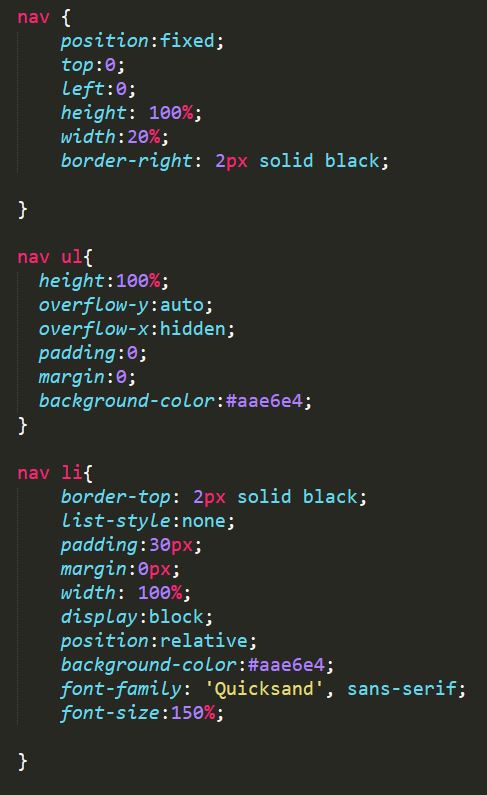 nav {
    position:fixed;
    top:0;
    left:0;
    height: 100%;
    width:20%;
    border-right: 2px solid black;

}

nav ul{
  height:100%;
  overflow-y:auto;
  overflow-x:hidden;
  padding:0;
  margin:0;
  background-color:#aae6e4;
}

nav li{
    border-top: 2px solid black;
    list-style:none;
    padding:30px;
    margin:0px;
    width: 100%;
    display:block;
    position:relative;
    background-color:#aae6e4;
    font-family: 'Quicksand', sans-serif;
    font-size:150%;

}